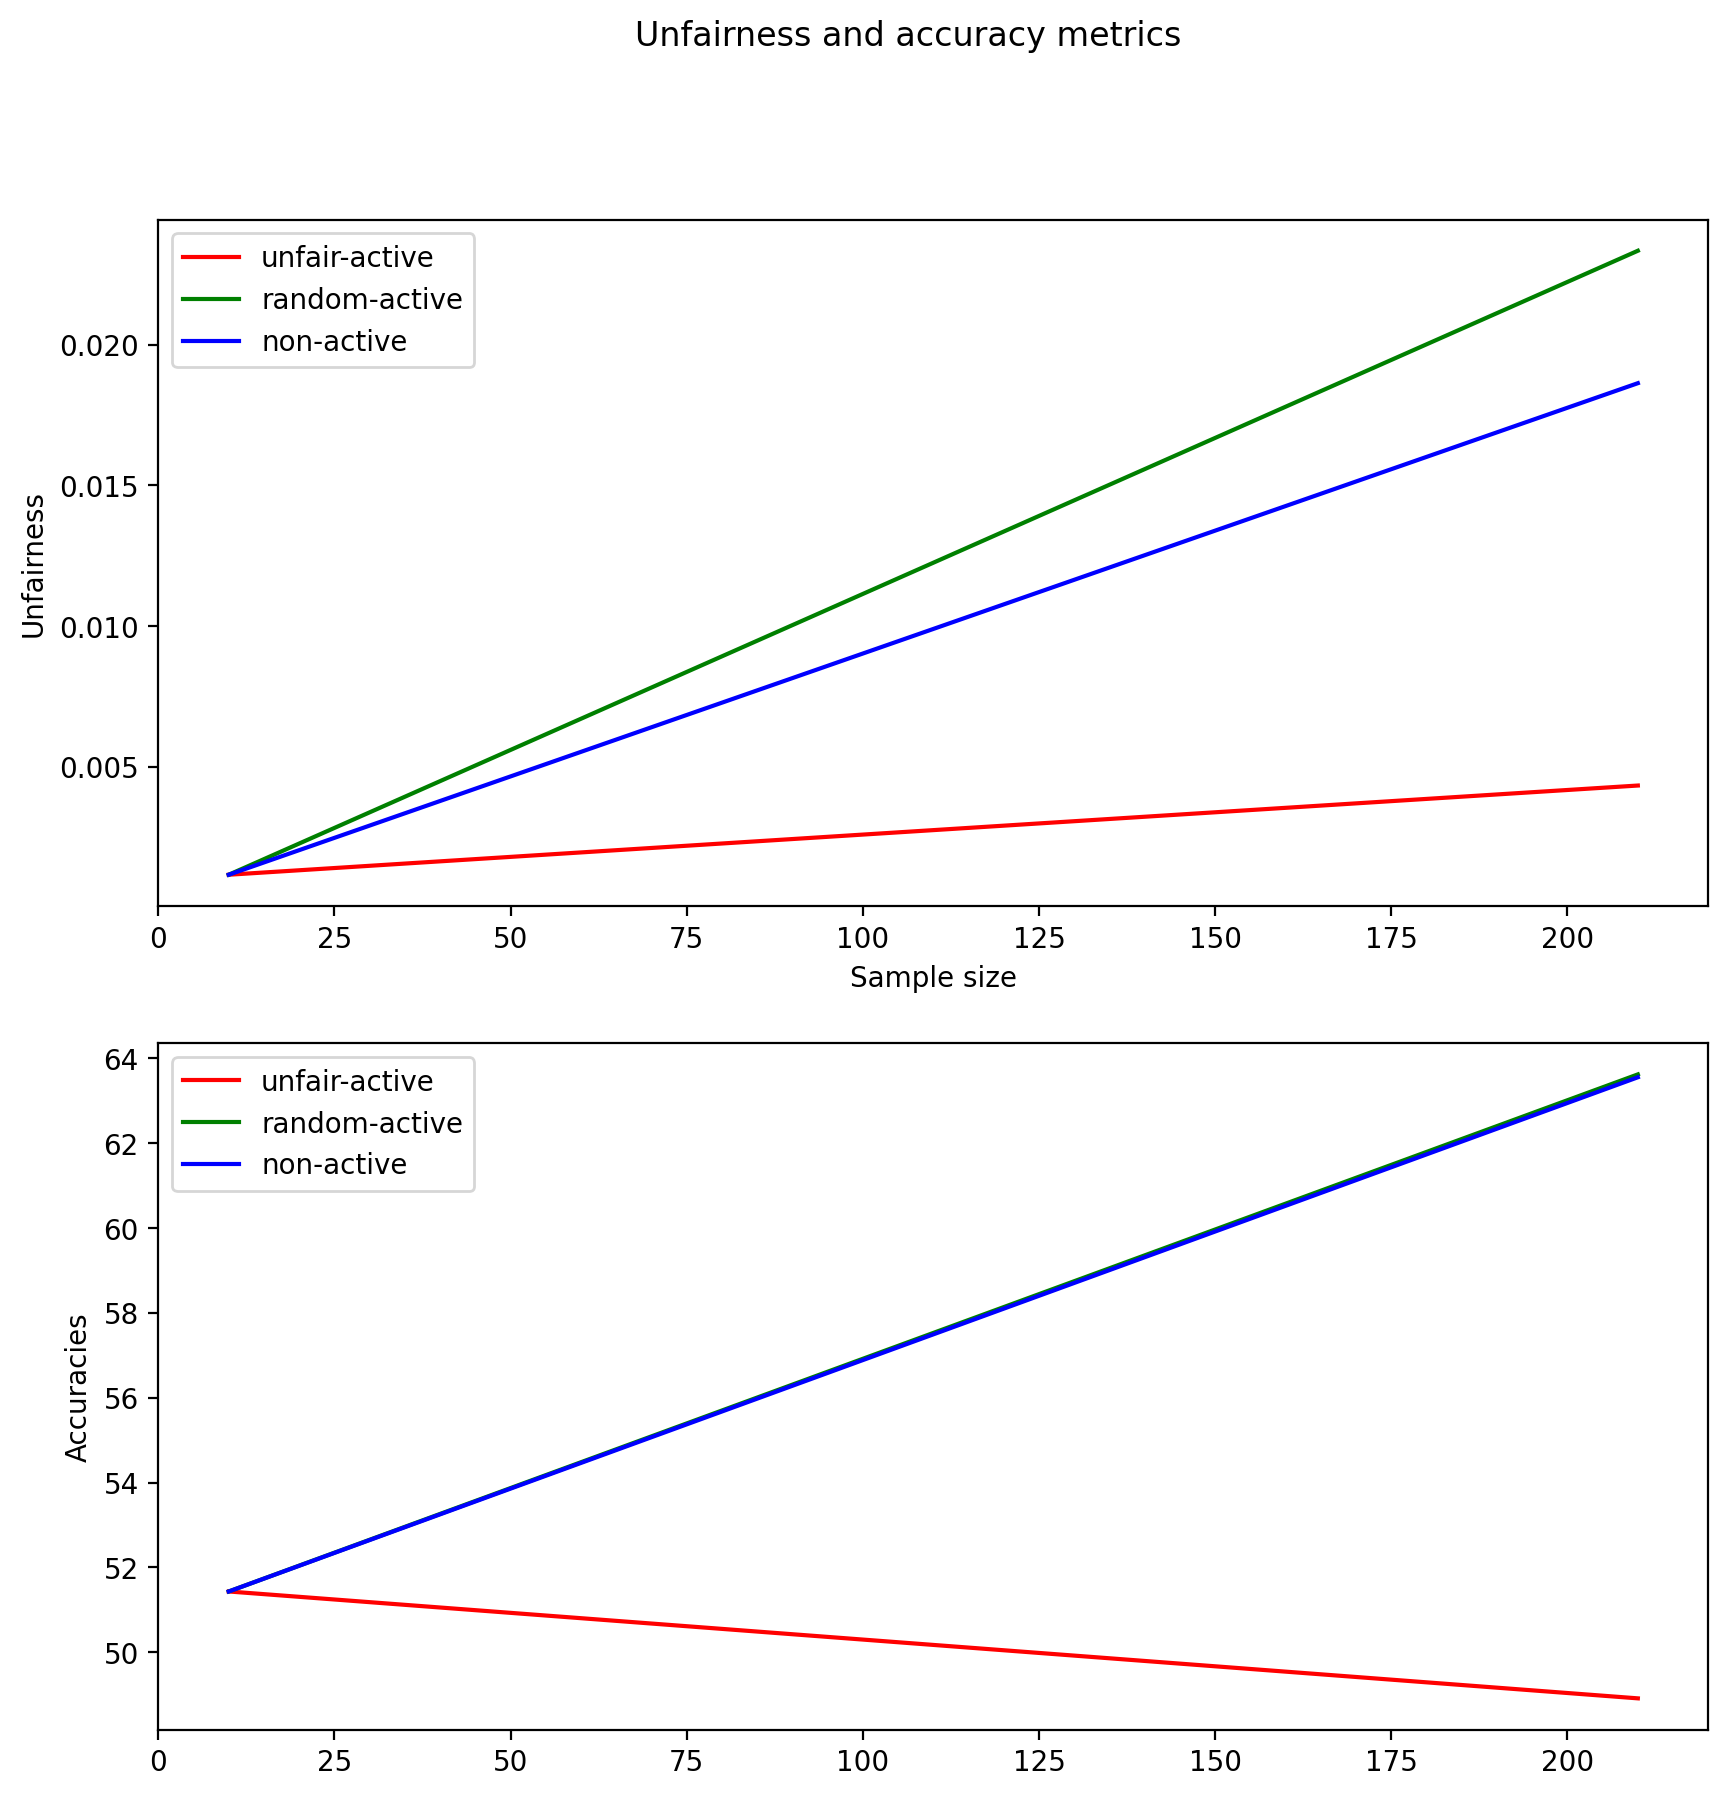 Unfairness and accuracy metrics
unfair-active
random-active
non-active
0.020
0.015
0.010
0.005
Unfairness
0 25 50 75 100 125 150 175 200
Sample size
unfair-active
random-active
non-active
64
62
60
58
56
54
52
50
Accuracies
0 25 50 75 100 125 150 175 200